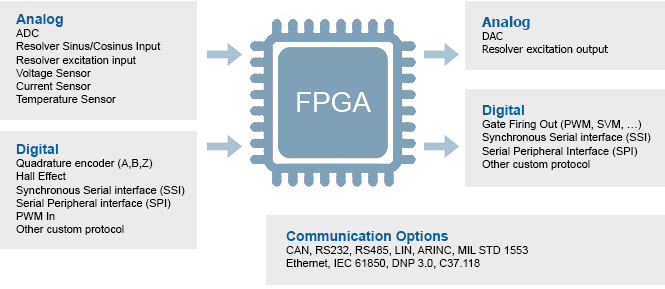 Analog
ADC
Resolver Sinus/Cosinus Input
Resolver excitation input
Voltage Sensor
Current Sensor
Temperature Sensor
Digital
Quadrature encoder (A,B,Z)
Hall Effect
Synchronous Serial interface (SSI)
Serial Peripheral interface (SPI)
PWM In
Other custom protocol
FPGA
Analog
DAC
Resolver excitation output
Digital
Gate Firing Out (PWM, SVM, ...)
Synchronous Serial interface (SSI)
Serial Peripheral Interface (SPI)
Other custom protocol
Communication Options
CAN, RS232, RS485, LIN, ARINC, MIL STD 1553
Ethernet, IEC 61850, DNP 3.0, C37.118